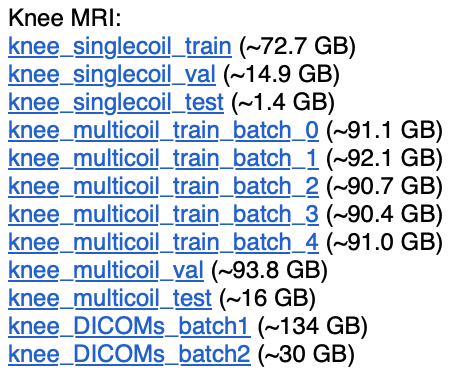 Knee MRI:
knee_singlecoil_train (~72.7 GB)
knee_singlecoil_val (~14.9 GB)
knee_singlecoil_test (~1.4 GB)
knee_multicoil_train_batch_0 (~91.1 GB)
knee_multicoil_train_batch_1 (~92.1 GB)
knee_multicoil_train_batch_2 (~90.7 GB)
knee_multicoil_train_batch_3 (~90.4 GB)
knee_multicoil_train_batch_4 (~91.0 GB)
knee_multicoil_val (~93.8 GB)
knee_multicoil_test (~16 GB)
knee_DICOMs_batch1 (~134 GB)
knee_DICOMs_batch2 (~30 GB)